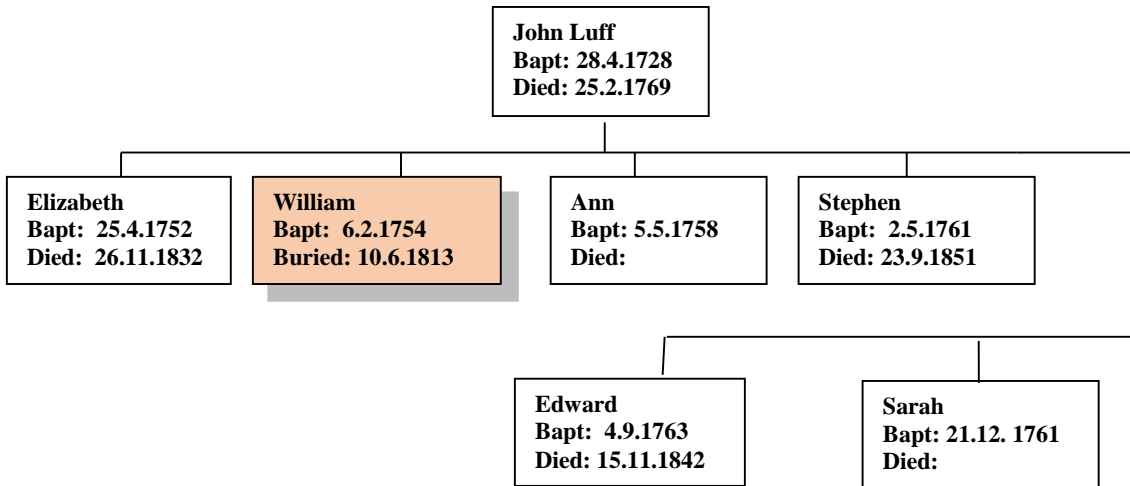 John Luff
Bapt: 28.4.1728
Died: 25.2.1769
Elizabeth
Bapt: 25.4.1752
Died: 26.11.1832
William
Bapt: 6.2.1754
Buried: 10.6.1813
Ann
Bapt: 5.5.1758
Died:
Stephen
Bapt: 2.5.1761
Died: 23.9.1851
Edward
Bapt: 4.9.1763
Died: 15.11.1842
Sarah
Bapt: 21.12. 1761
Died: